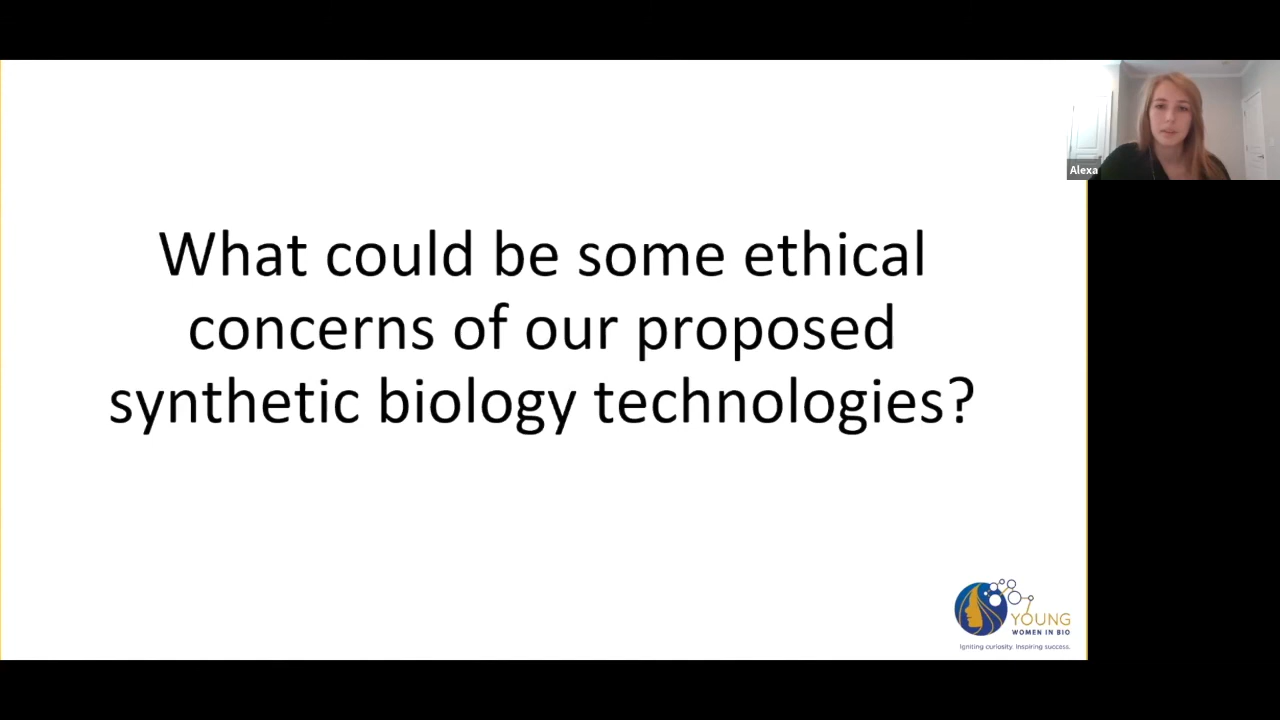 Alexa
What could be some ethical
concerns of our proposed
synthetic biology technologies?
YOUNG
WOMEN IN BIO
Igniting curiosity. Inspiring success.